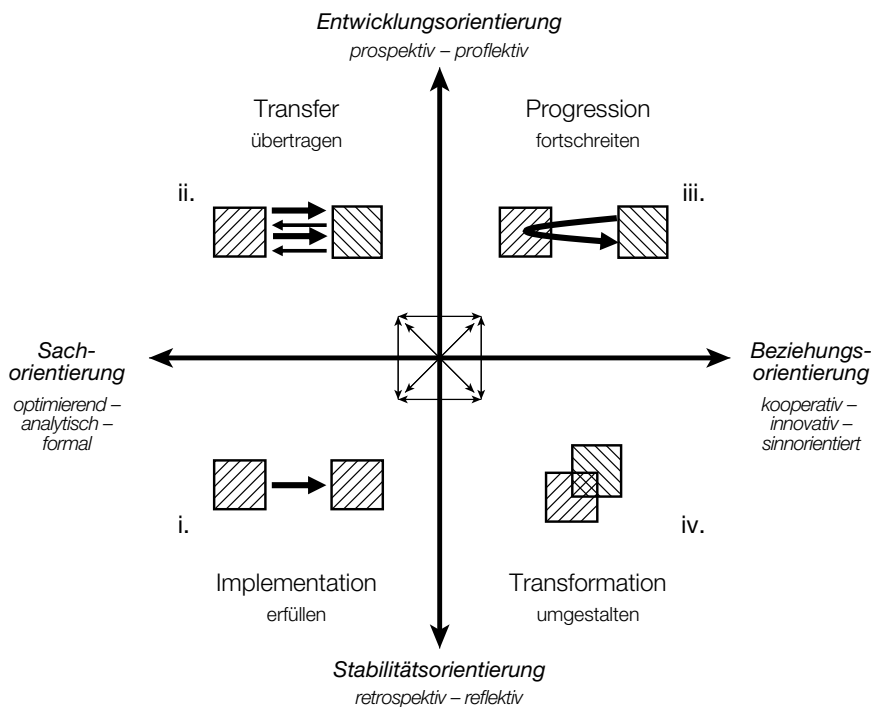 Entwicklungsorientierung
prospektiv – proflektiv
Transfer
übertragen
Progression
fortschreiten
ii.
iii.
Sach-
orientierung
optimierend –
analytisch –
formal
Beziehungs-
orientierung
kooperativ –
innovativ –
sinnorientiert
i.
iv.
Implementation
erfüllen
Transformation
umgestalten
Stabilitätsorientierung
retrospektiv – reflektiv